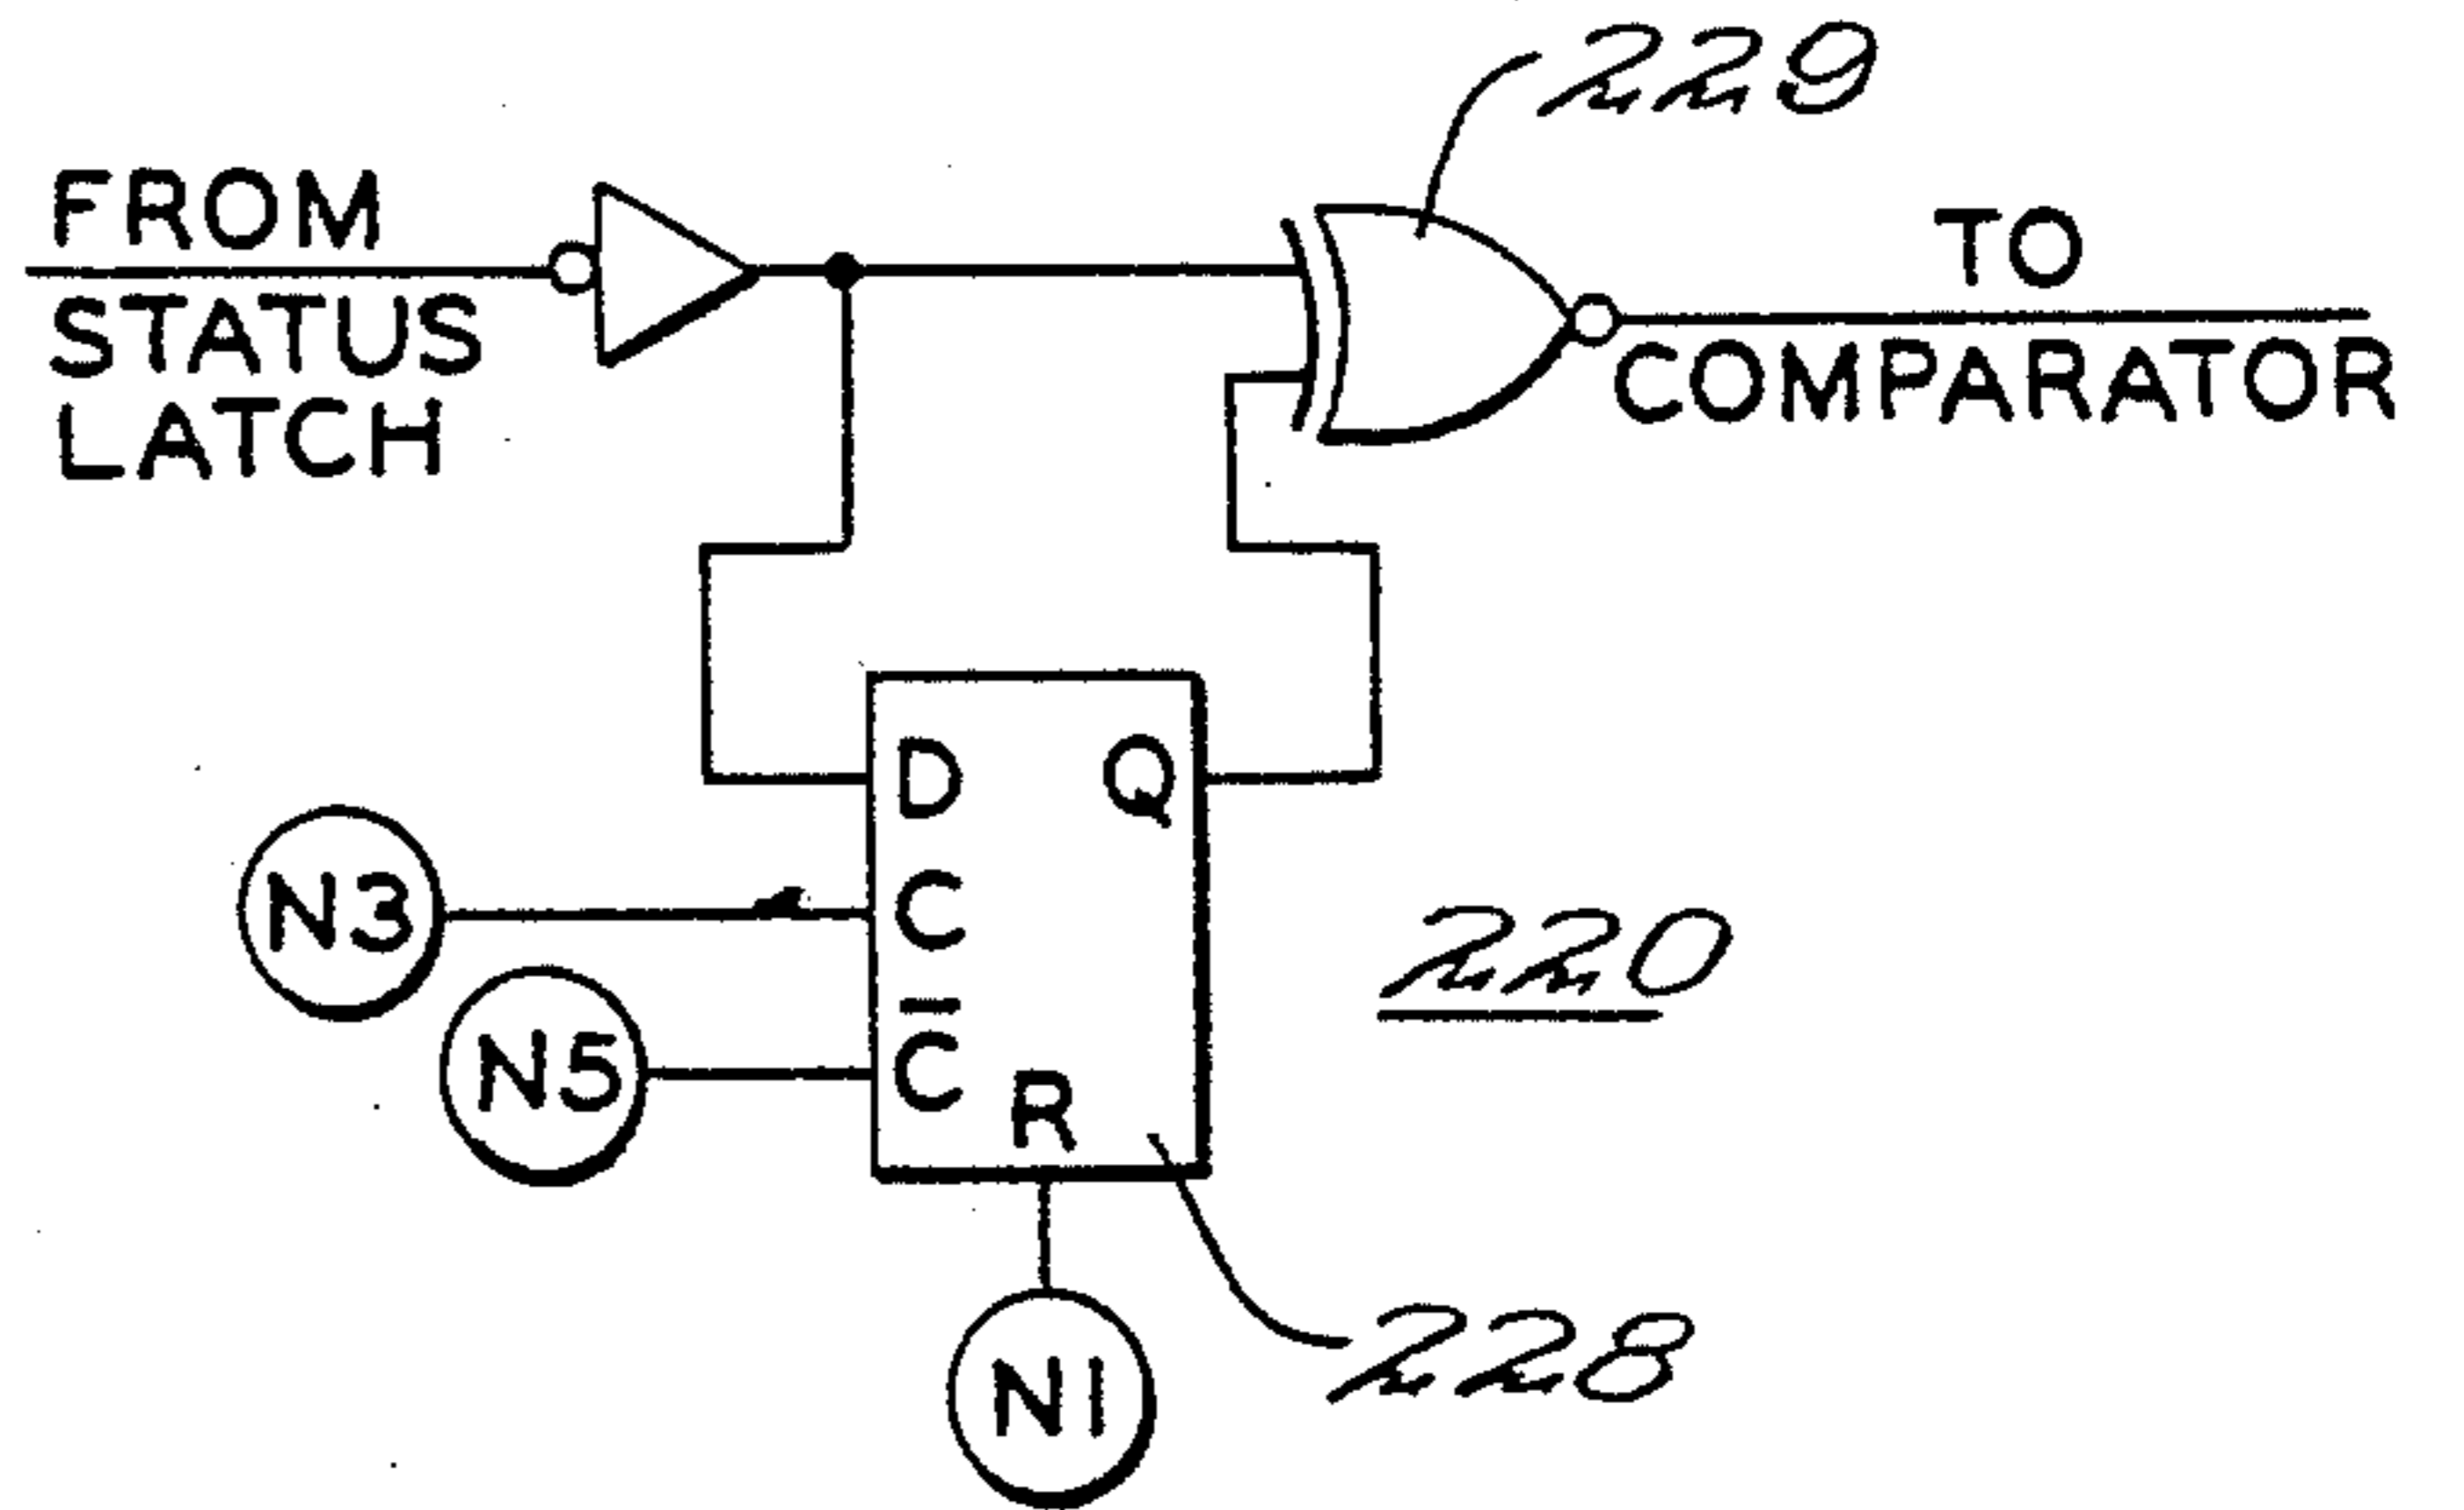 229
FROM
STATUS
LATCH
TO
COMPARATOR
D
Q
N3
C
N5
C̅
R
220
228
N1